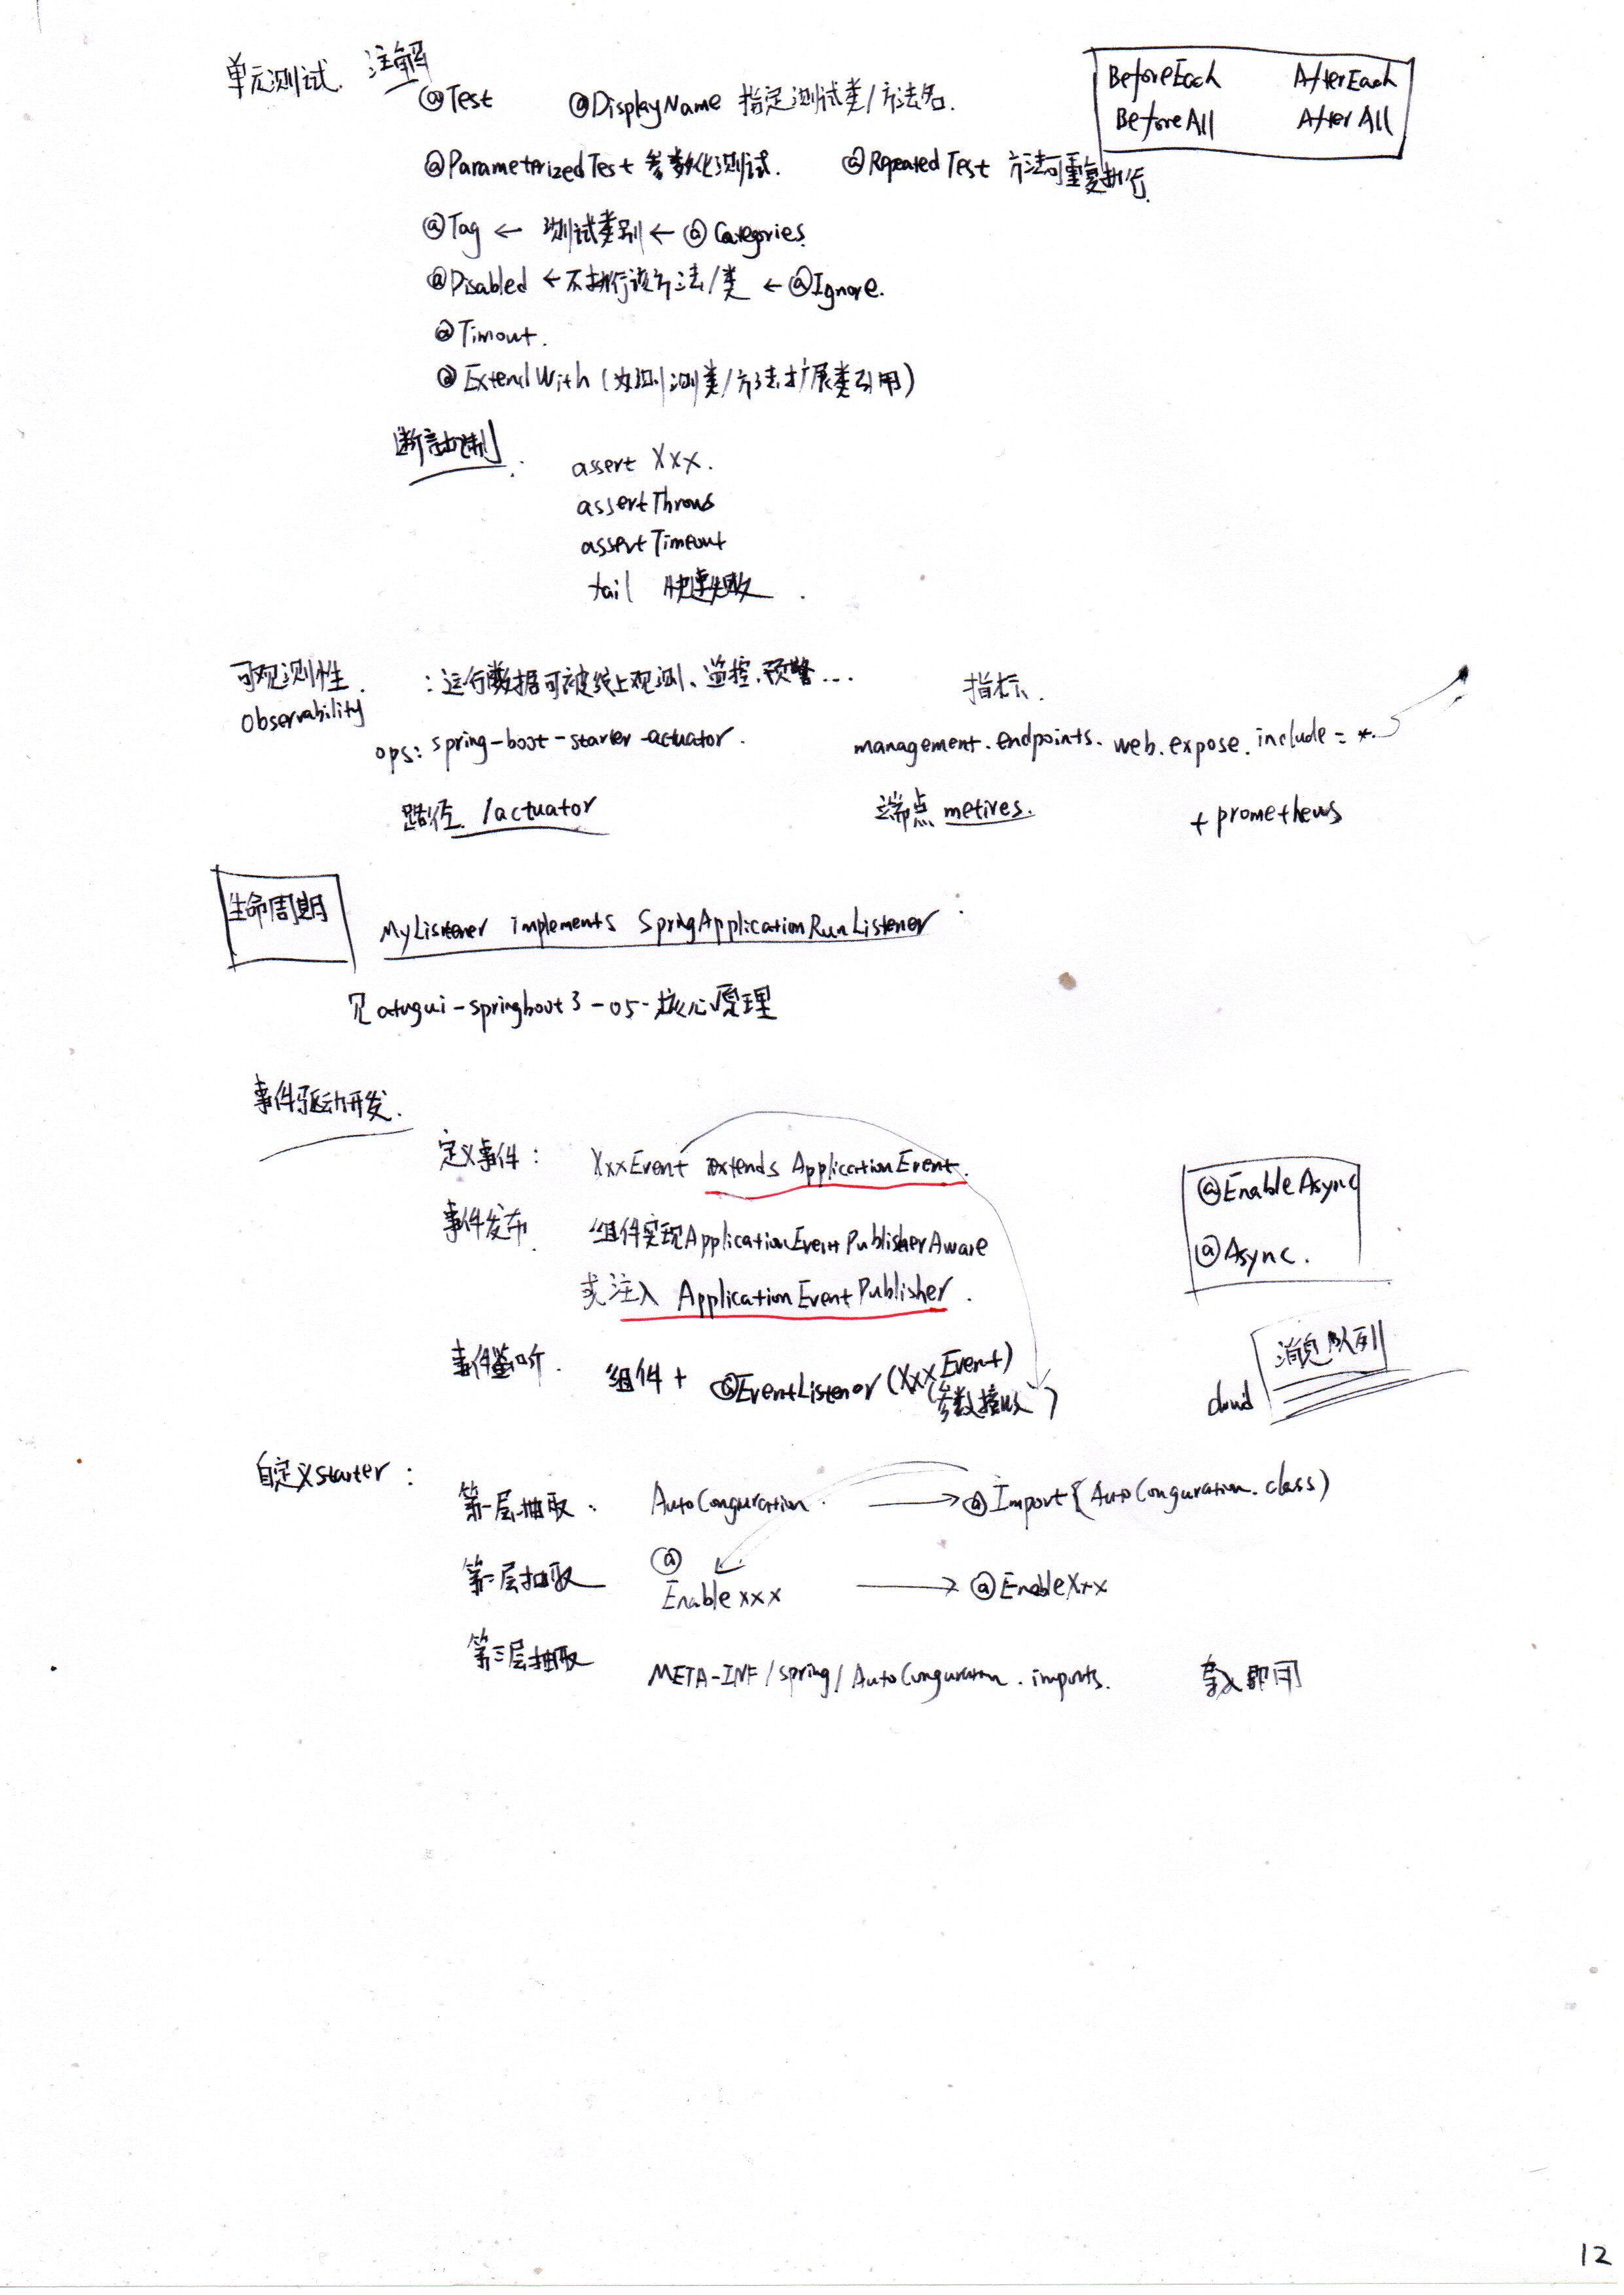 单元测试. 注解
@Test @DisplayName 指定测试类/方法名.
BeforeEach AfterEach
BeforeAll AfterAll
@ParameterizedTest 参数化测试. @RepeatedTest 方法可重复执行
@Tag ← 测试类别 ← @Categories.
@Disabled ← 不执行该方法/类 ← @Ignore.
@Timout.
@ExtendWith (为测测类/方法扩展类引用)
断言机制:
assert Xxx.
assertThrows
assertTimeout
fail 快速失败.
可观测性. : 运行数据可被线上观测、监控、预警... 指标.
Observability
ops: spring-boot-starter-actuator. management.endpoints.web.expose.include=*.
路径 /actuator 端点 metires. + prometheus
生命周期
MyListener implements SpringApplicationRunListener.
见 atugui-springboot3-05-核心原理
事件驱动开发.
定义事件: XxxEvent extends ApplicationEvent.
@EnableAsync
@Async.
事件发布. 组件实现ApplicationEventPublisherAware
或注入 ApplicationEventPublisher.
事件监听. 组件 + @EventListener (XxxEvent)
(参数接收)
消息队列
cloud
自定义starter:
第一层抽取. AutoConguration. → @Import{AutoConguration.class)
第二层抽取 @Enablexxx → @EnableXxx
第三层抽取 META-INF/spring/AutoConguration.imports. 导入即用
12